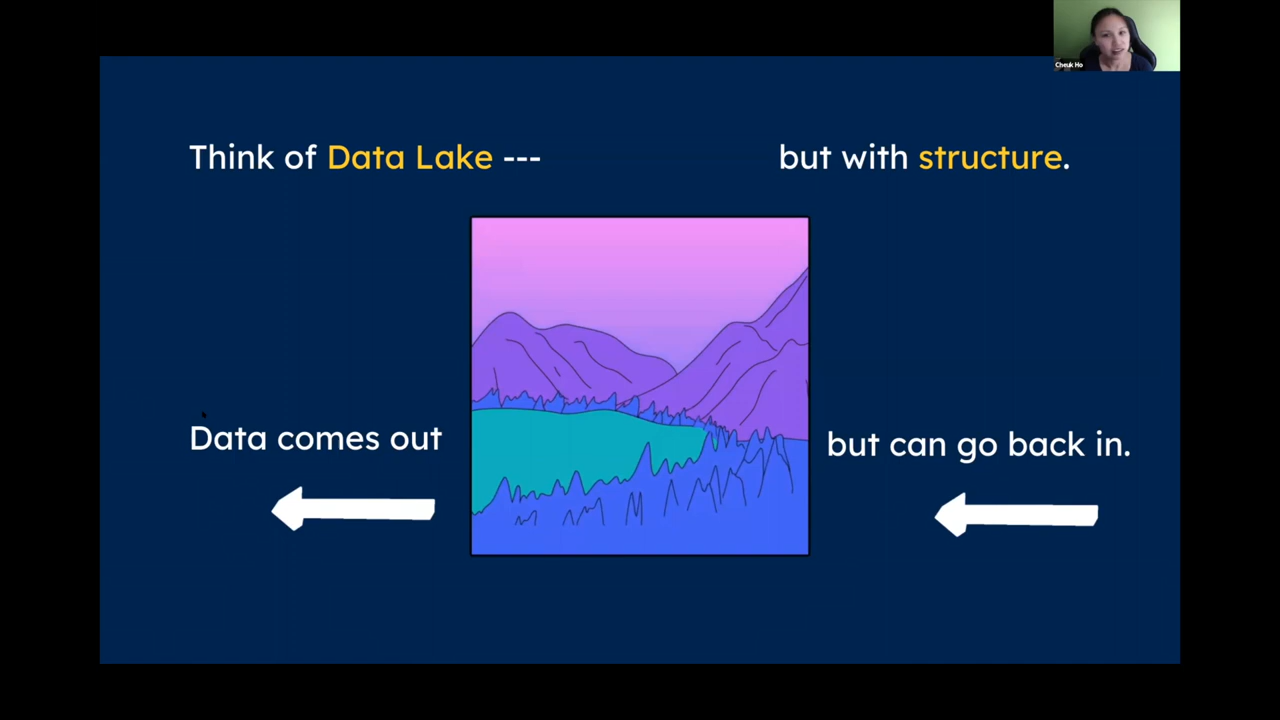 Cheuk Ho
Think of Data Lake --- but with structure.
Data comes out
but can go back in.